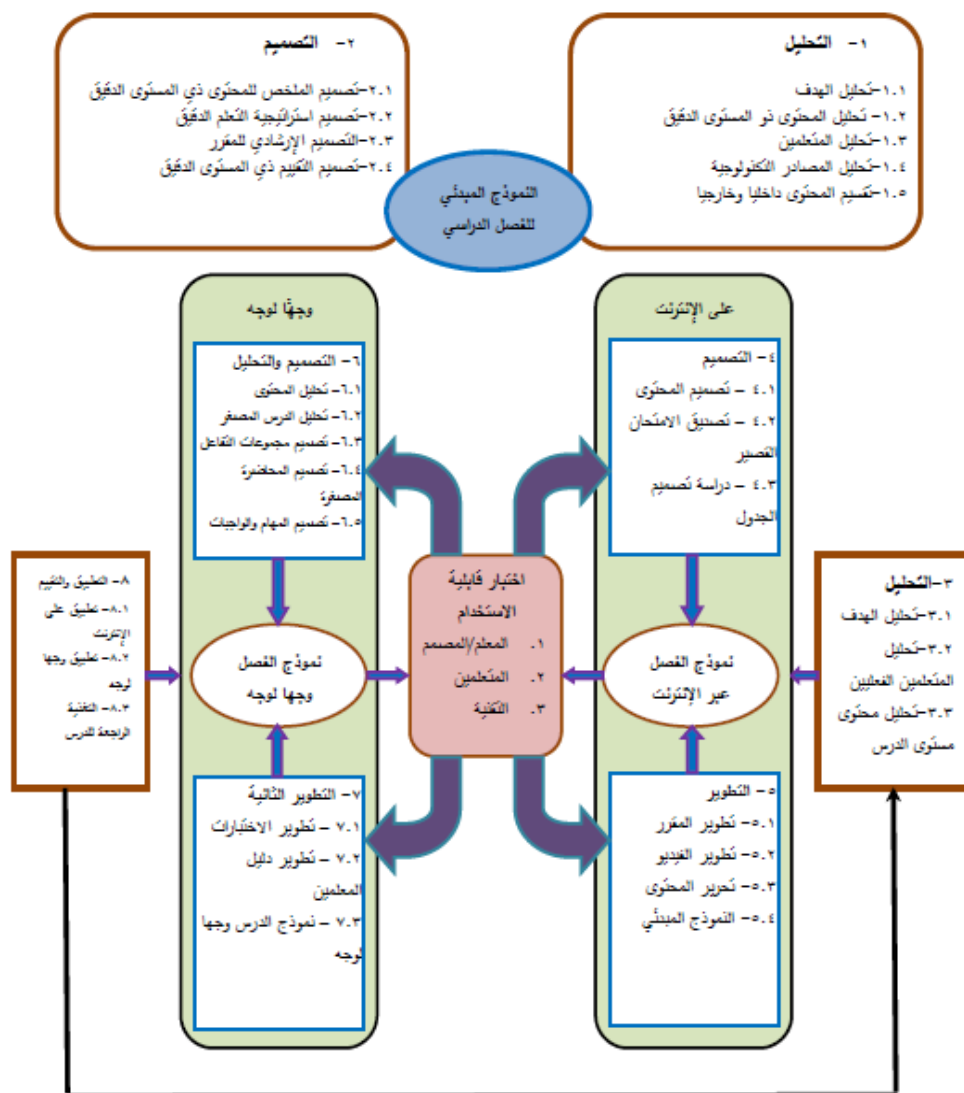 ١- التحليل
١.١-تحليل الهدف
١.٢- تحليل المحتوى ذو المستوى الدقيق
١.٣-تحليل المتعلمين
١.٤-تحليل المصادر التكنولوجية
١.٥-تقسيم المحتوى داخليا وخارجيا
٢- التصميم
٢.١-تصميم الملخص للمحتوى ذي المستوى الدقيق
٢.٢-تصميم استراتيجية التعلم الدقيق
٢.٣-التصميم الإرشادي للمقرر
٢.٤-تصميم التقييم ذي المستوى الدقيق
النموذج المبدئي
للفصل الدراسي
على الإنترنت
٤- التصميم
٤.١ - تصميم المحتوى
٤.٢ - تصديق الامتحان
القصير
٤.٣ - دراسة تصميم
الجدول
وجهًا لوجه
٦- التصميم والتحليل
٦.١- تحليل المحتوى
٦.٢- تحليل الدرس المصغر
٦.٣- تصميم مجموعات التفاعل
٦.٤- تصميم المحاضرة
المصغرة
٦.٥- تصميم المهام والواجبات
٣-التحليل
٣.١-تحليل الهدف
٣.٢-تحليل
المتعلمين الفعليين
٣.٣-تحليل محتوى
مستوى الدرس
نموذج الفصل
عبر الإنترنت
اختبار قابلية
الاستخدام
١. المعلم/المصمم
٢. المتعلمين
٣. التقنية
نموذج الفصل
وجها لوجه
٨- التطبيق والتقيم
٨.١-تطبيق على
الإنترنت
٨.٢-تطبيق وجها
لوجه
٨.٣- التغذية
الراجعة للدرس
٥- التطوير
٥.١- تطوير المقرر
٥.٢- تطوير الفيديو
٥.٣- تحرير المحتوى
٥.٤- النموذج المبدئي
٧- التطوير الثانية
٧.١ - تطوير الاختبارات
٧.٢ - تطوير دليل
المعلمين
٧.٣ - نموذج الدرس وجها
لوجه